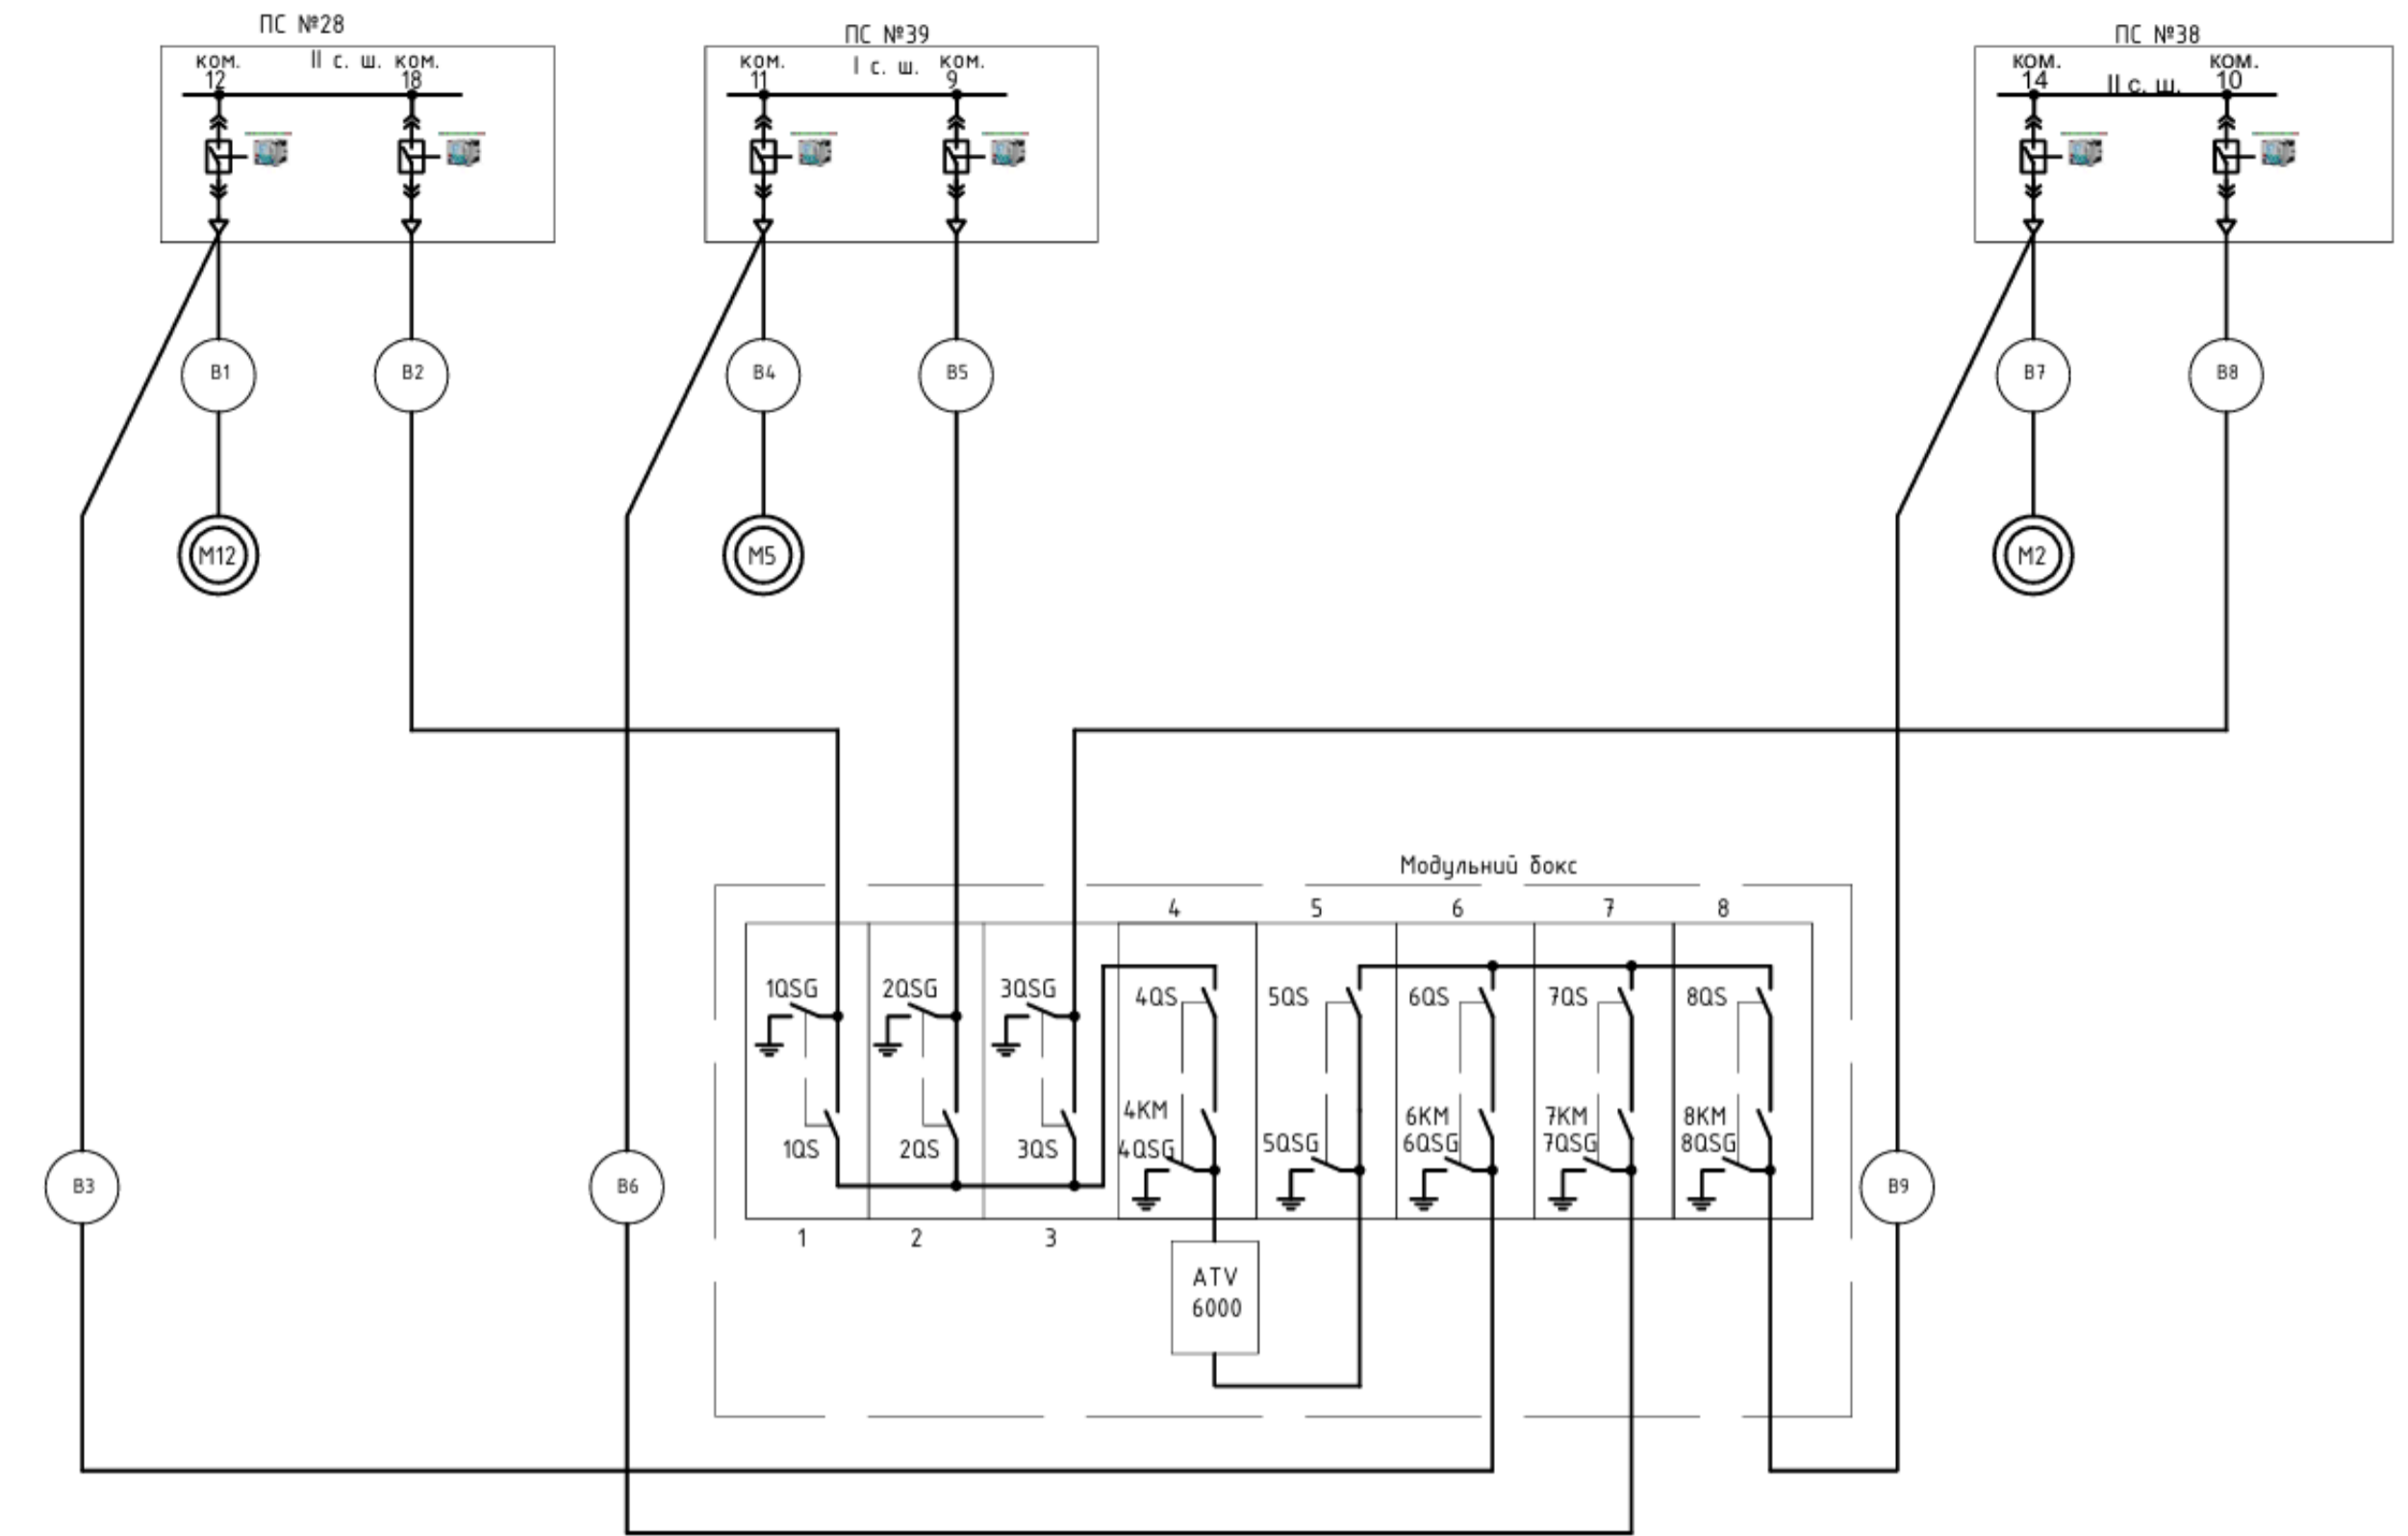 ПС №28
ПС №39
ПС №38
ком. II с. ш. ком.
12 18
ком. I с. ш. ком.
11 9
ком. ком.
14 II с. ш. 10
B1
B2
B4
B5
B7
B8
M12
M5
M2
Модульний бокс
4 5 6 7 8
1QSG 2QSG 3QSG 4QS 5QS 6QS 7QS 8QS
4KM 6KM 7KM 8KM
1QS 2QS 3QS 4QSG 5QSG 6QSG 7QSG 8QSG
B3
B6
B9
1 2 3
ATV
6000